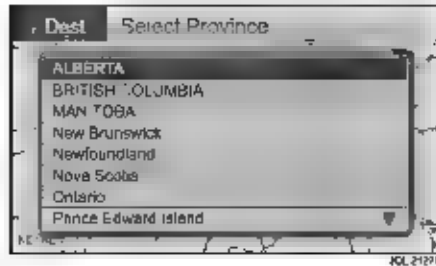 Dest Select Province
ALBERTA
BRITISH COLUMBIA
MANITOBA
New Brunswick
Newfoundland
Nova Scotia
Ontario
Prince Edward Island